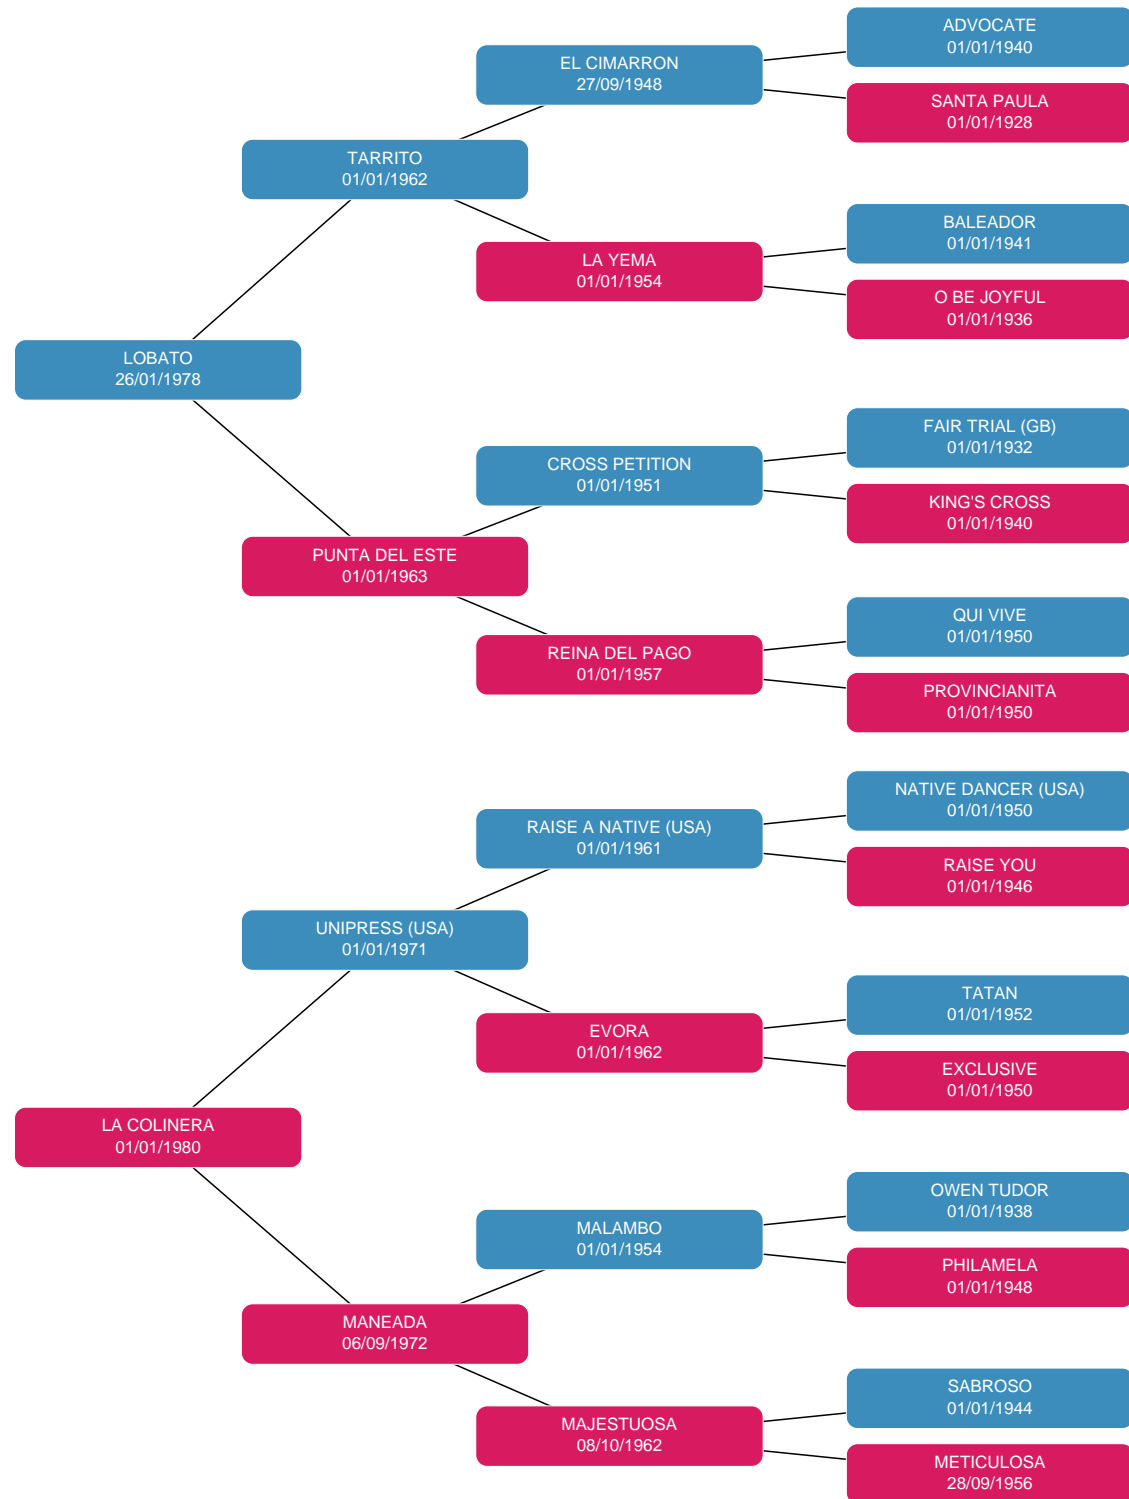 ADVOCATE
01/01/1940
EL CIMARRON
27/09/1948
SANTA PAULA
01/01/1928
TARRITO
01/01/1962
BALEADOR
01/01/1941
LA YEMA
01/01/1954
O BE JOYFUL
01/01/1936
LOBATO
26/01/1978
FAIR TRIAL (GB)
01/01/1932
CROSS PETITION
01/01/1951
KING'S CROSS
01/01/1940
PUNTA DEL ESTE
01/01/1963
QUI VIVE
01/01/1950
REINA DEL PAGO
01/01/1957
PROVINCIANITA
01/01/1950
NATIVE DANCER (USA)
01/01/1950
RAISE A NATIVE (USA)
01/01/1961
RAISE YOU
01/01/1946
UNIPRESS (USA)
01/01/1971
TATAN
01/01/1952
EVORA
01/01/1962
EXCLUSIVE
01/01/1950
LA COLINERA
01/01/1980
OWEN TUDOR
01/01/1938
MALAMBO
01/01/1954
PHILAMELA
01/01/1948
MANEADA
06/09/1972
SABROSO
01/01/1944
MAJESTUOSA
08/10/1962
METICULOSA
28/09/1956